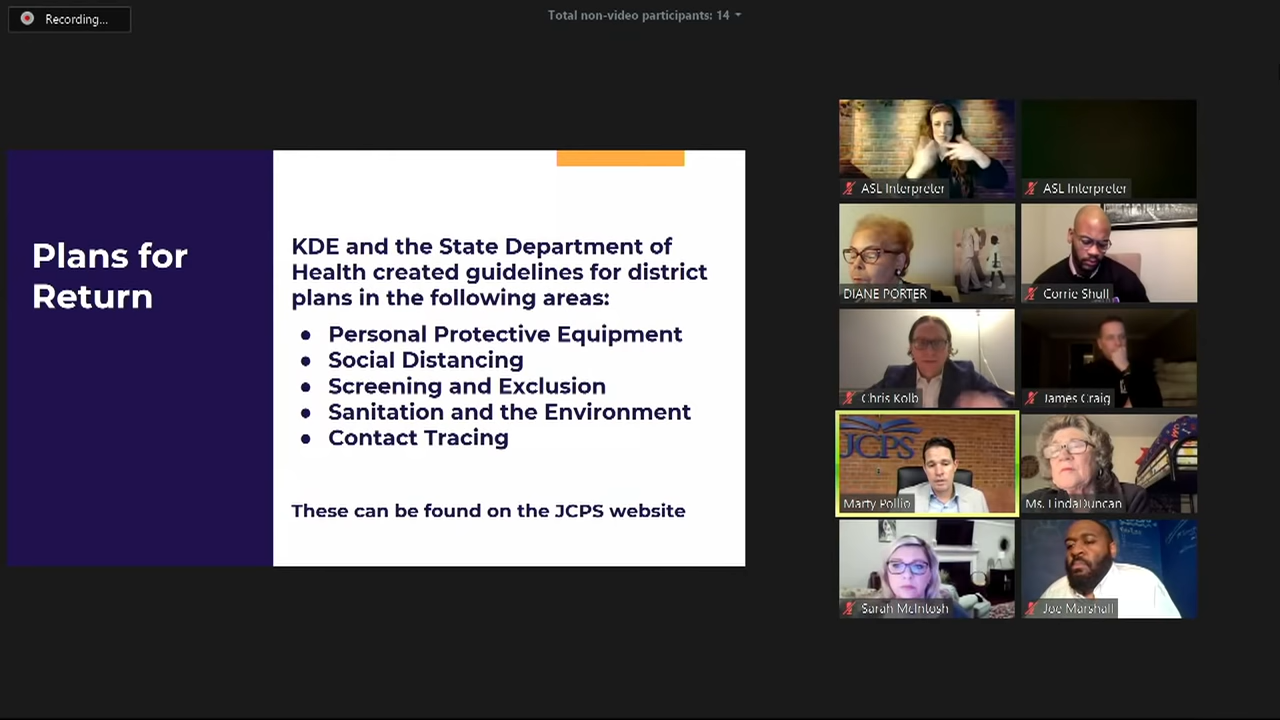 Recording...
Total non-video participants: 14
Plans for
Return
KDE and the State Department of
Health created guidelines for district
plans in the following areas:
● Personal Protective Equipment
● Social Distancing
● Screening and Exclusion
● Sanitation and the Environment
● Contact Tracing
These can be found on the JCPS website
ASL Interpreter
ASL Interpreter
DIANE PORTER
Corrie Shull
Chris Kolb
James Craig
JCPS
Marty Pollio
Ms. LindaDuncan
Sarah McIntosh
Joe Marshall